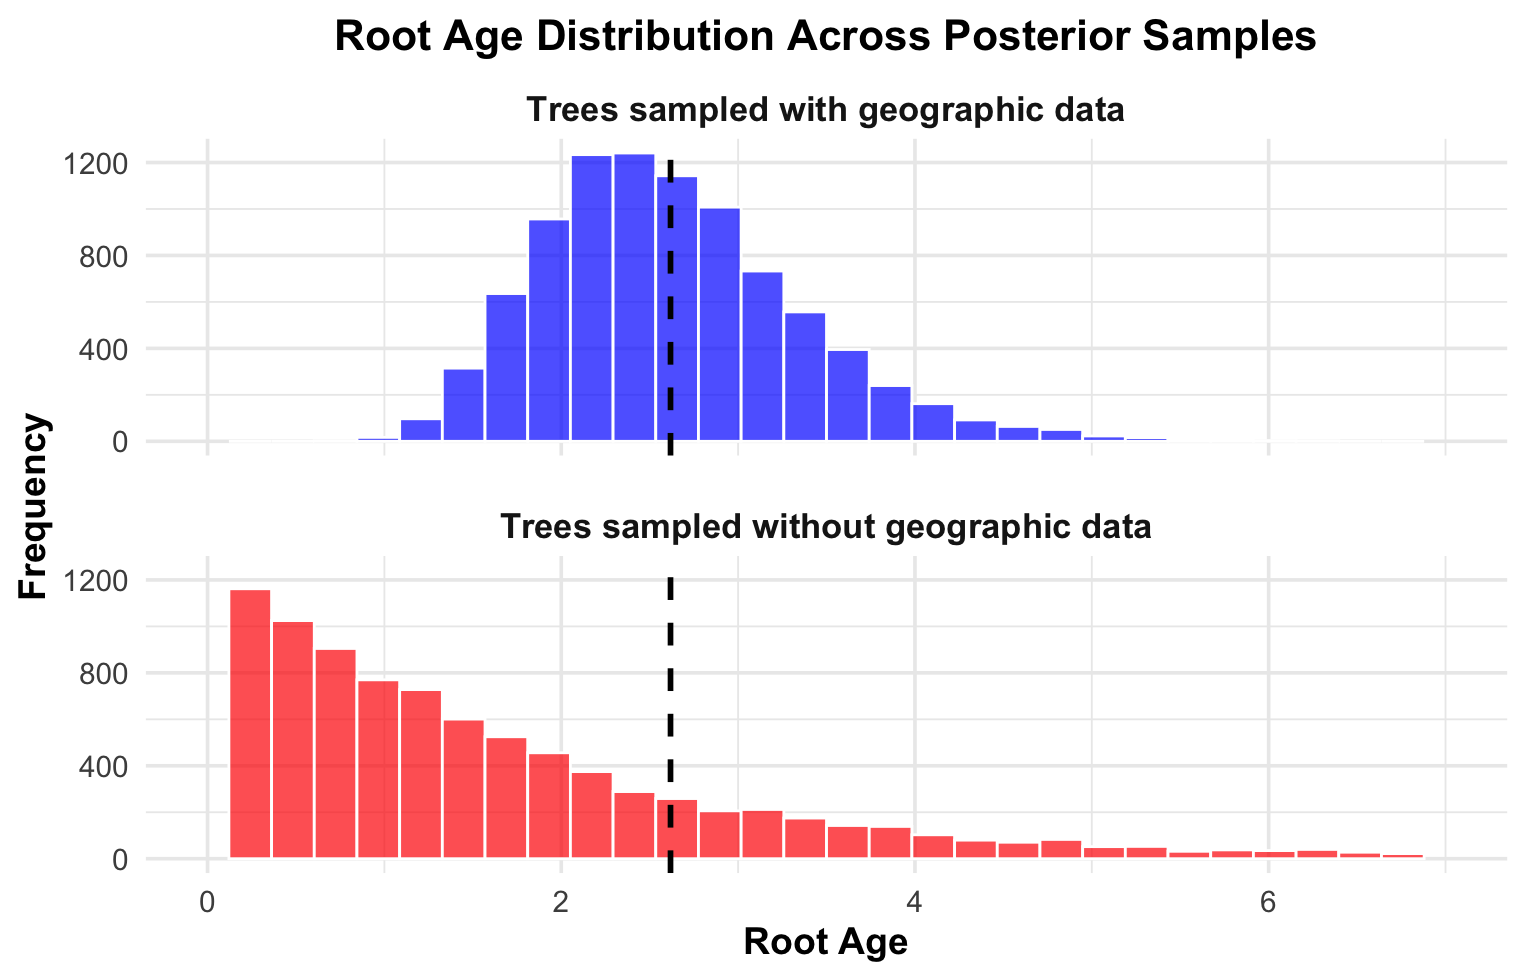 Root Age Distribution Across Posterior Samples
Trees sampled with geographic data
1200
800
400
0
Frequency
Trees sampled without geographic data
1200
800
400
0
0 2 4 6
Root Age